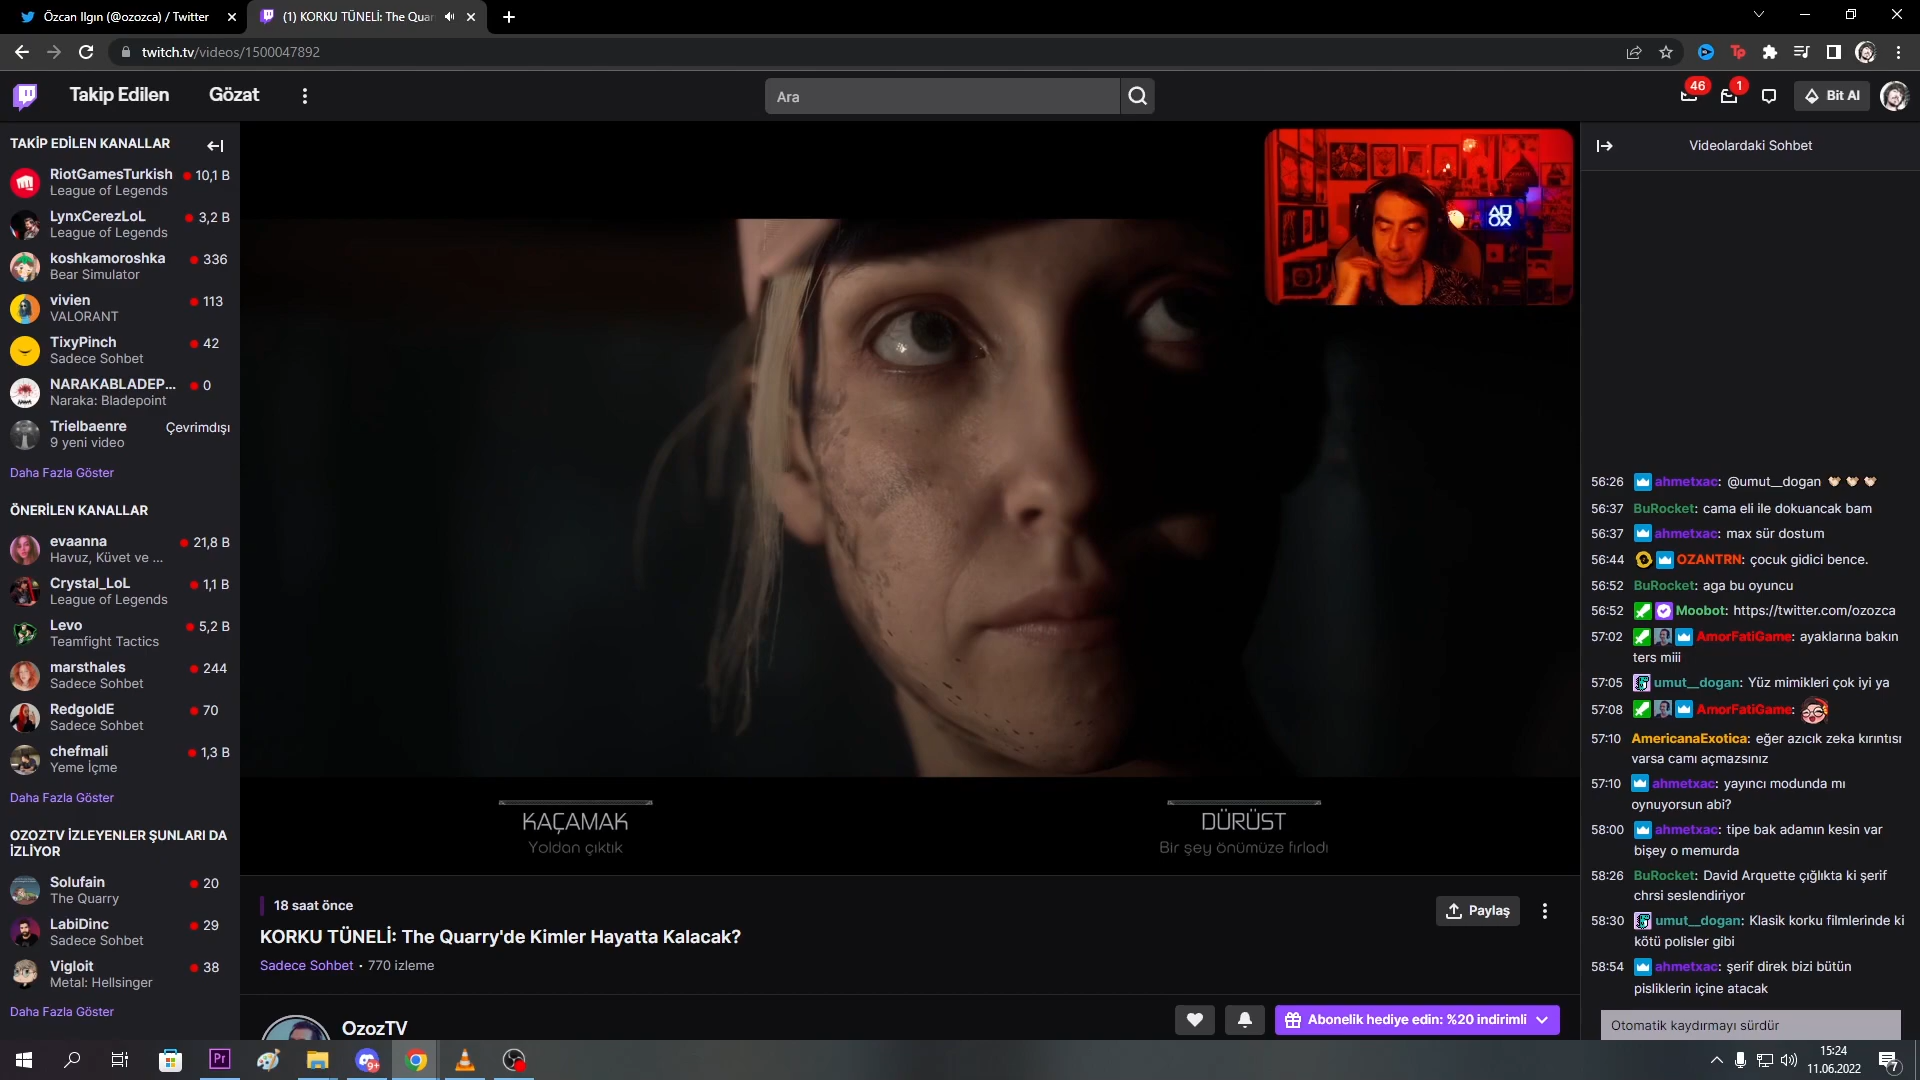 Özcan Ilgın (@ozozca) / Twitter
(1) KORKU TÜNELİ: The Quar
twitch.tv/videos/1500047892
Takip Edilen
Gözat
Ara
46
1
Bit Al
TAKİP EDİLEN KANALLAR
RiotGamesTurkish 10,1 B
League of Legends
LynxCerezLoL 3,2 B
League of Legends
koshkamoroshka 336
Bear Simulator
vivien 113
VALORANT
TixyPinch 42
Sadece Sohbet
NARAKABLADEP... 0
Naraka: Bladepoint
Trielbaenre Çevrimdışı
9 yeni video
Daha Fazla Göster
ÖNERİLEN KANALLAR
evaanna 21,8 B
Havuz, Küvet ve ...
Crystal_LoL 1,1 B
League of Legends
Levo 5,2 B
Teamfight Tactics
marsthales 244
Sadece Sohbet
RedgoldE 70
Sadece Sohbet
chefmali 1,3 B
Yeme İçme
Daha Fazla Göster
OZOZTV İZLEYENLER ŞUNLARI DA
İZLİYOR
Solufain 20
The Quarry
LabiDinc 29
Sadece Sohbet
Vigloit 38
Metal: Hellsinger
Daha Fazla Göster
KAÇAMAK
Yoldan çıktık
DÜRÜST
Bir şey önümüze fırladı
18 saat önce
KORKU TÜNELİ: The Quarry'de Kimler Hayatta Kalacak?
Sadece Sohbet • 770 izleme
Paylaş
OzozTV
Abonelik hediye edin: %20 indirimli
Videolardaki Sohbet
56:26 ahmetxac: @umut__dogan
56:37 BuRocket: cama eli ile dokuancak bam
56:37 ahmetxac: max sür dostum
56:44 OZANTRN: çocuk gidici bence.
56:52 BuRocket: aga bu oyuncu
56:52 Moobot: https://twitter.com/ozozca
57:02 AmorFatiGame: ayaklarına bakın
ters miii
57:05 umut__dogan: Yüz mimikleri çok iyi ya
57:08 AmorFatiGame:
57:10 AmericanaExotica: eğer azıcık zeka kırıntısı
varsa camı açmazsınız
57:10 ahmetxac: yayıncı modunda mı
oynuyorsun abi?
58:00 ahmetxac: tipe bak adamın kesin var
bişey o memurda
58:26 BuRocket: David Arquette çığlıkta ki şerif
chrsi seslendiriyor
58:30 umut__dogan: Klasik korku filmlerinde ki
kötü polisler gibi
58:54 ahmetxac: şerif direk bizi bütün
pisliklerin içine atacak
Otomatik kaydırmayı sürdür
Pr
9+
15:24
11.06.2022
7